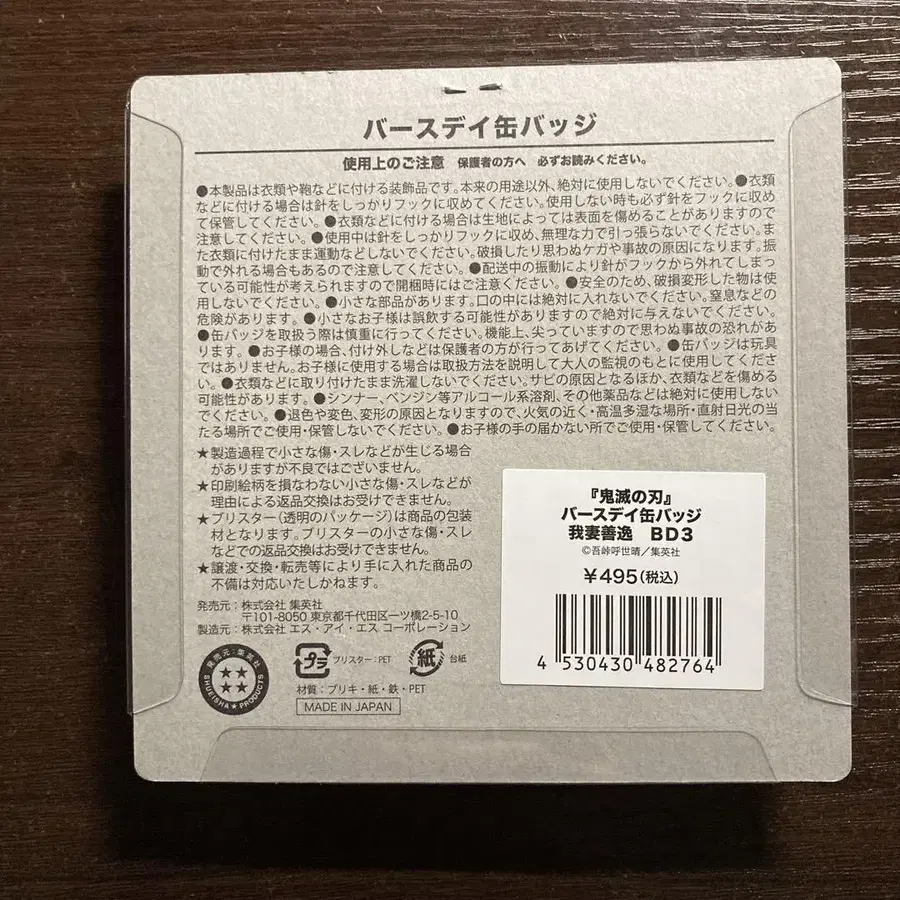 バースデイ缶バッジ
使用上のご注意 保護者の方へ 必ずお読みください。
●本製品は衣類や鞄などに付ける装飾品です。本来の用途以外、絶対に使用しないでください。●衣類
などに付ける場合は針をしっかりフックに収めてください。使用しない時も必ず針をフックに収め
て保管してください。●衣類などに付ける場合は生地によっては表面を傷めることがありますので
注意してください。●使用中は針をしっかりフックに収め、無理な力で引っ張らないでください。ま
た衣類に付けたまま運動などしないでください。破損したり思わぬケガや事故の原因になります。振
動で外れる場合もあるので注意してください。●配送中の振動により針がフックから外れてしまっ
ている可能性が考えられますので開梱時にはご注意ください。●安全のため、破損変形した物は使
用しないでください。●小さな部品があります。口の中には絶対に入れないでください。窒息などの
危険があります。●小さなお子様は誤飲する可能性がありますので絶対に与えないでください。
●缶バッジを取扱う際は慎重に行ってください。機能上、尖っていますので思わぬ事故の恐れがあ
ります。●お子様の場合、付け外しなどは保護者の方が行ってあげてください。●缶バッジは玩具
ではありません。お子様に使用する場合は取扱方法を説明して大人の監視のもとに使用してくださ
い。●衣類などに取り付けたまま洗濯しないでください。サビの原因となるほか、衣類などを傷める
可能性があります。●シンナー、ベンジン等アルコール系溶剤、その他薬品などは絶対に使用しない
でください。●退色や変色、変形の原因となりますので、火気の近く・高温多湿な場所・直射日光の当
たる場所でご使用・保管しないでください。●お子様の手の届かない所でご使用・保管してください。
★製造過程で小さな傷・スレなどが生じる場合
がありますが不良ではございません。
★印刷絵柄を損なわない小さな傷・スレなどが
理由による返品交換はお受けできません。
★ブリスター(透明のパッケージ)は商品の包装
材となります。ブリスターの小さな傷・スレ
などでの返品交換はお受けできません。
★譲渡・交換・転売等により手に入れた商品の
不備は対応いたしかねます。
発売元:株式会社 集英社
〒101-8050 東京都千代田区一ツ橋2-5-10
製造元:株式会社 エス・アイ・エス コーポレーション
発売元:集英社
SHUEISHA★PRODUCTS
プラ ブリスター:PET 紙 台紙
材質:ブリキ・紙・鉄・PET
MADE IN JAPAN
『鬼滅の刃』
バースデイ缶バッジ
我妻善逸 BD3
©吾峠呼世晴/集英社
¥495(税込)
4 530430 482764